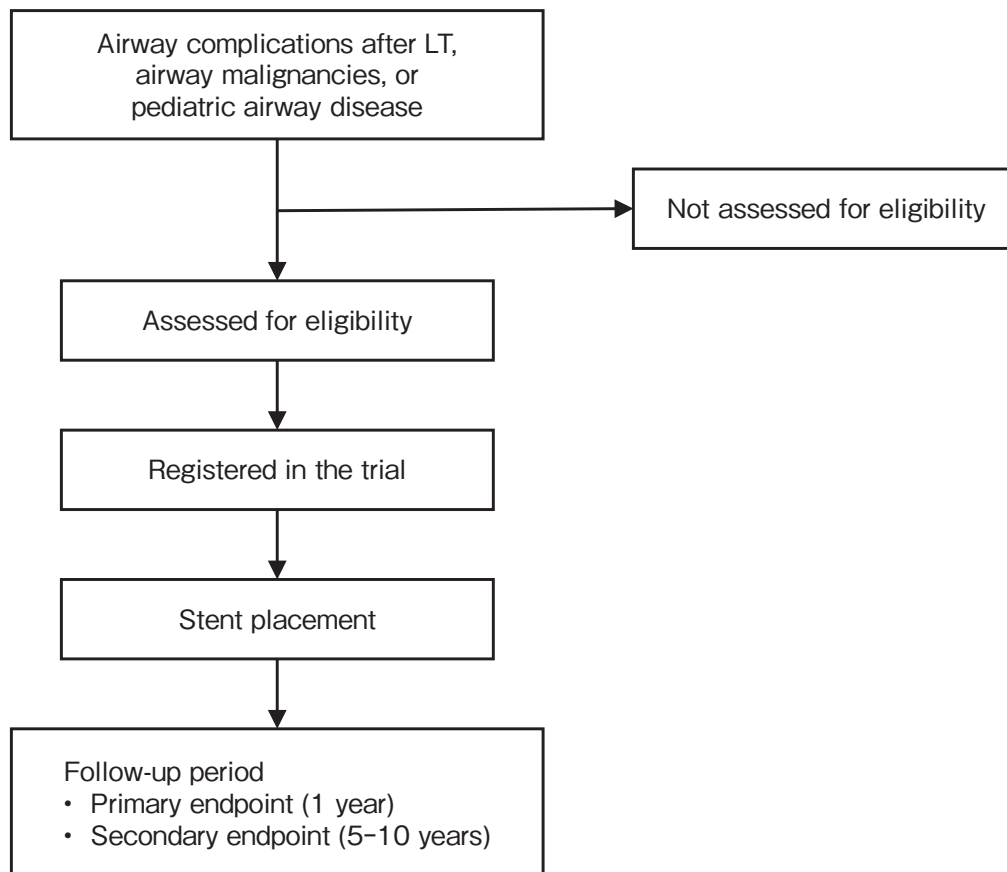 Airway complications after LT,
airway malignancies, or
pediatric airway disease
Not assessed for eligibility
Assessed for eligibility
Registered in the trial
Stent placement
Follow-up period
• Primary endpoint (1 year)
• Secondary endpoint (5–10 years)